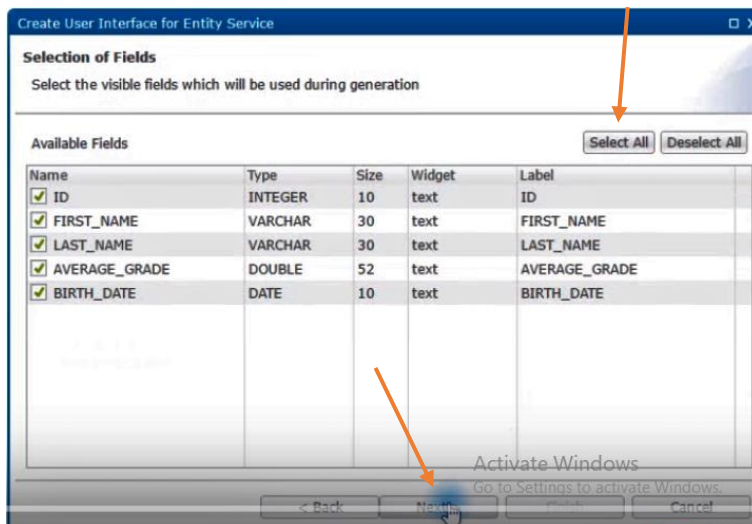 Create User Interface for Entity Service
Selection of Fields
Select the visible fields which will be used during generation
Available Fields
Select All Deselect All
Name Type Size Widget Label
ID INTEGER 10 text ID
FIRST_NAME VARCHAR 30 text FIRST_NAME
LAST_NAME VARCHAR 30 text LAST_NAME
AVERAGE_GRADE DOUBLE 52 text AVERAGE_GRADE
BIRTH_DATE DATE 10 text BIRTH_DATE
Activate Windows
Go to Settings to activate Windows.
< Back Next > Finish Cancel